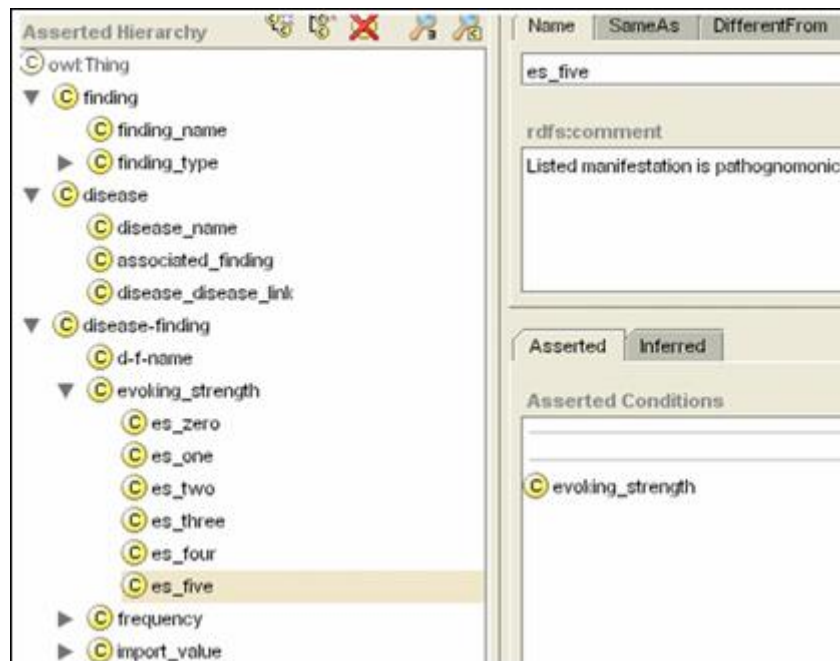 Asserted Hierarchy
owl:Thing
finding
finding_name
finding_type
disease
disease_name
associated_finding
disease_disease_link
disease-finding
d-f-name
evoking_strength
es_zero
es_one
es_two
es_three
es_four
es_five
frequency
import_value
Name SameAs DifferentFrom
es_five
rdfs:comment
Listed manifestation is pathognomonic
Asserted Inferred
Asserted Conditions
evoking_strength